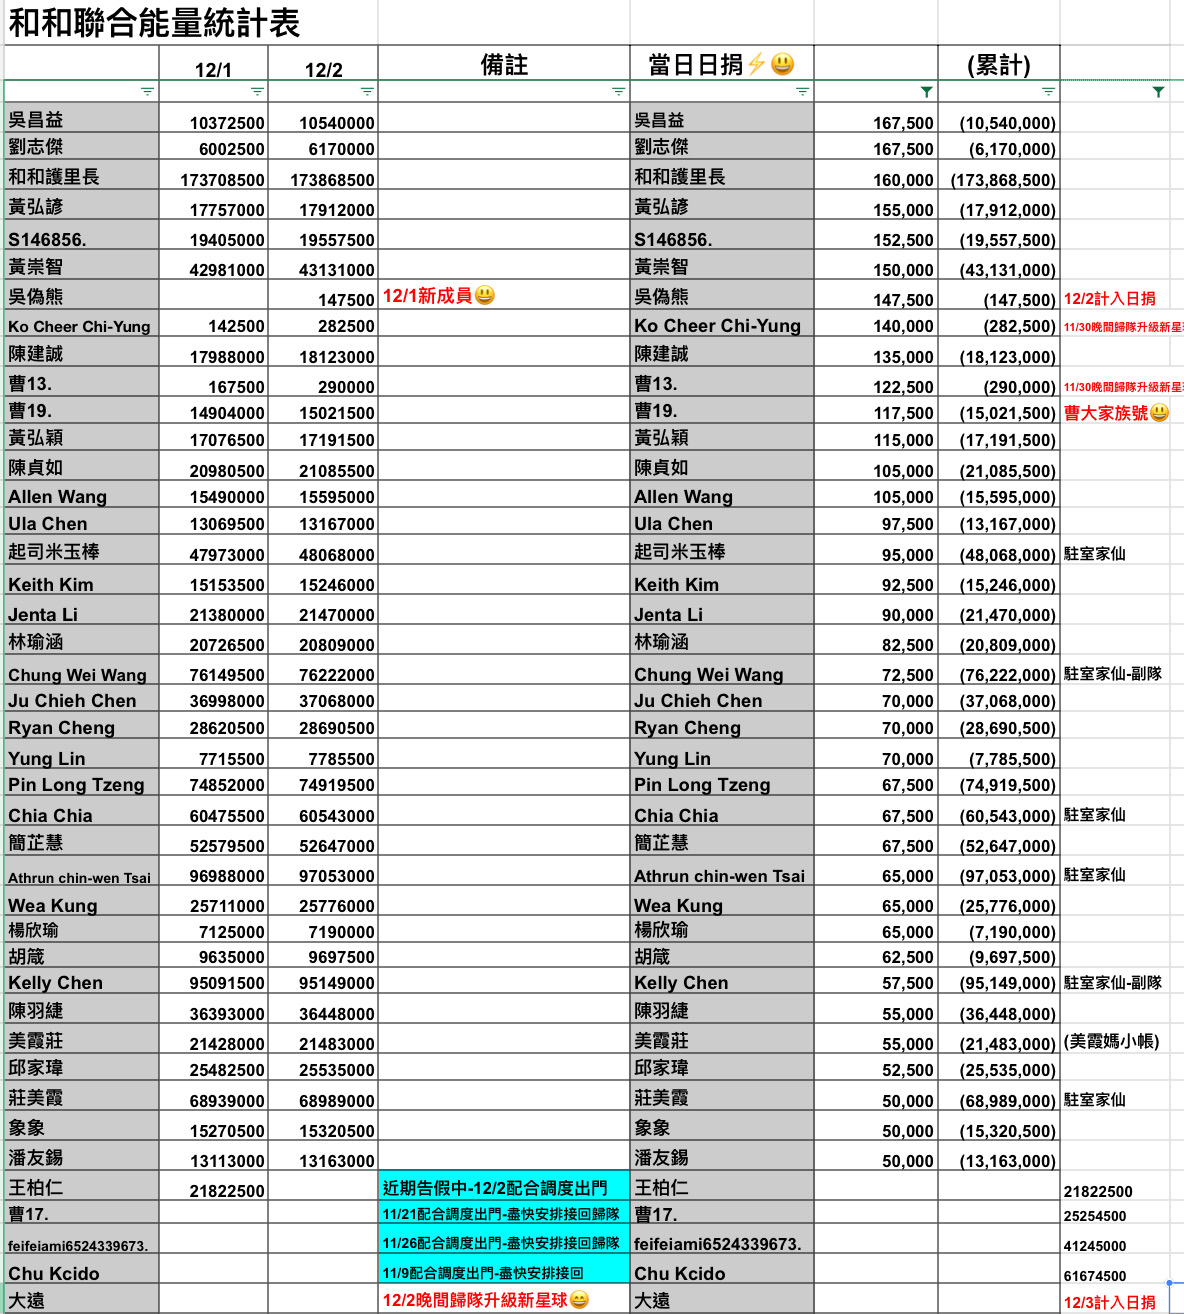 和和聯合能量統計表
12/1 12/2 備註 當日日捐⚡😃 (累計)
吳昌益 10372500 10540000 吳昌益 167,500 (10,540,000)
劉志傑 6002500 6170000 劉志傑 167,500 (6,170,000)
和和護里長 173708500 173868500 和和護里長 160,000 (173,868,500)
黃弘諺 17757000 17912000 黃弘諺 155,000 (17,912,000)
S146856. 19405000 19557500 S146856. 152,500 (19,557,500)
黃崇智 42981000 43131000 黃崇智 150,000 (43,131,000)
吳偽熊 147500 12/1新成員😃 吳偽熊 147,500 (147,500) 12/2計入日捐
Ko Cheer Chi-Yung 142500 282500 Ko Cheer Chi-Yung 140,000 (282,500) 11/30晚間歸隊升級新星
陳建誠 17988000 18123000 陳建誠 135,000 (18,123,000)
曹13. 167500 290000 曹13. 122,500 (290,000) 11/30晚間歸隊升級新星
曹19. 14904000 15021500 曹19. 117,500 (15,021,500) 曹大家族號😃
黃弘穎 17076500 17191500 黃弘穎 115,000 (17,191,500)
陳貞如 20980500 21085500 陳貞如 105,000 (21,085,500)
Allen Wang 15490000 15595000 Allen Wang 105,000 (15,595,000)
Ula Chen 13069500 13167000 Ula Chen 97,500 (13,167,000)
起司米玉棒 47973000 48068000 起司米玉棒 95,000 (48,068,000) 駐室家仙
Keith Kim 15153500 15246000 Keith Kim 92,500 (15,246,000)
Jenta Li 21380000 21470000 Jenta Li 90,000 (21,470,000)
林瑜涵 20726500 20809000 林瑜涵 82,500 (20,809,000)
Chung Wei Wang 76149500 76222000 Chung Wei Wang 72,500 (76,222,000) 駐室家仙-副隊
Ju Chieh Chen 36998000 37068000 Ju Chieh Chen 70,000 (37,068,000)
Ryan Cheng 28620500 28690500 Ryan Cheng 70,000 (28,690,500)
Yung Lin 7715500 7785500 Yung Lin 70,000 (7,785,500)
Pin Long Tzeng 74852000 74919500 Pin Long Tzeng 67,500 (74,919,500)
Chia Chia 60475500 60543000 Chia Chia 67,500 (60,543,000) 駐室家仙
簡芷慧 52579500 52647000 簡芷慧 67,500 (52,647,000)
Athrun chin-wen Tsai 96988000 97053000 Athrun chin-wen Tsai 65,000 (97,053,000) 駐室家仙
Wea Kung 25711000 25776000 Wea Kung 65,000 (25,776,000)
楊欣瑜 7125000 7190000 楊欣瑜 65,000 (7,190,000)
胡箴 9635000 9697500 胡箴 62,500 (9,697,500)
Kelly Chen 95091500 95149000 Kelly Chen 57,500 (95,149,000) 駐室家仙-副隊
陳羽緁 36393000 36448000 陳羽緁 55,000 (36,448,000)
美霞莊 21428000 21483000 美霞莊 55,000 (21,483,000) (美霞媽小帳)
邱家瑋 25482500 25535000 邱家瑋 52,500 (25,535,000)
莊美霞 68939000 68989000 莊美霞 50,000 (68,989,000) 駐室家仙
象象 15270500 15320500 象象 50,000 (15,320,500)
潘友錫 13113000 13163000 潘友錫 50,000 (13,163,000)
王柏仁 21822500 近期告假中-12/2配合調度出門 王柏仁 21822500
曹17. 11/21配合調度出門-盡快安排接回歸隊 曹17. 25254500
feifeiami6524339673. 11/26配合調度出門-盡快安排接回歸隊 feifeiami6524339673. 41245000
Chu Kcido 11/9配合調度出門-盡快安排接回 Chu Kcido 61674500
大遠 12/2晚間歸隊升級新星球😄 大遠 12/3計入日捐